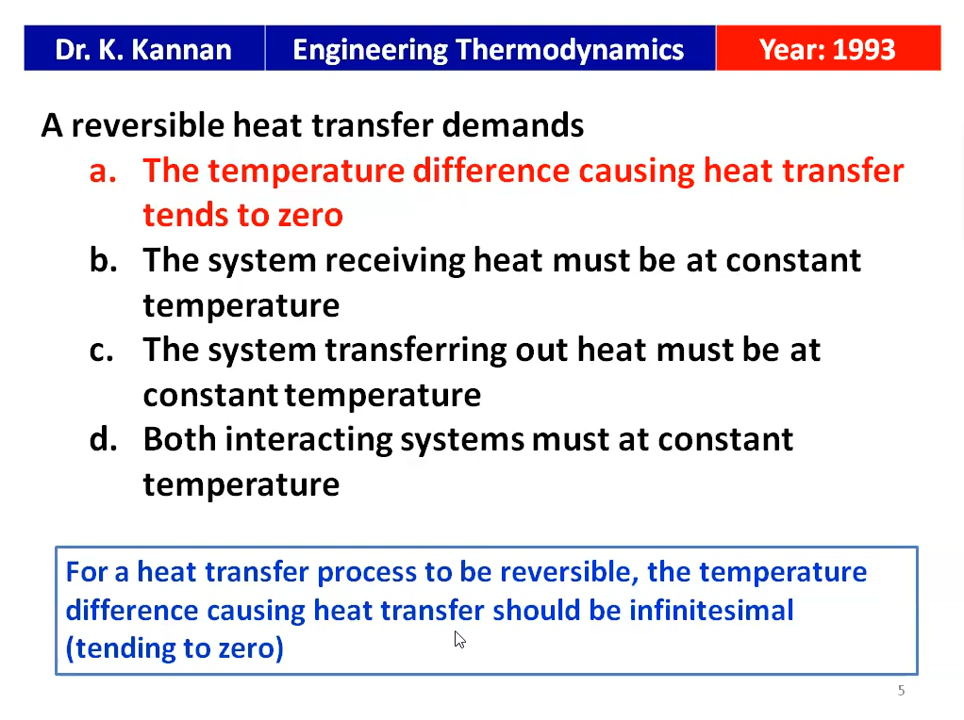 Dr. K. Kannan
Engineering Thermodynamics
Year: 1993
A reversible heat transfer demands
a. The temperature difference causing heat transfer
tends to zero
b. The system receiving heat must be at constant
temperature
c. The system transferring out heat must be at
constant temperature
d. Both interacting systems must at constant
temperature
For a heat transfer process to be reversible, the temperature
difference causing heat transfer should be infinitesimal
(tending to zero)
5